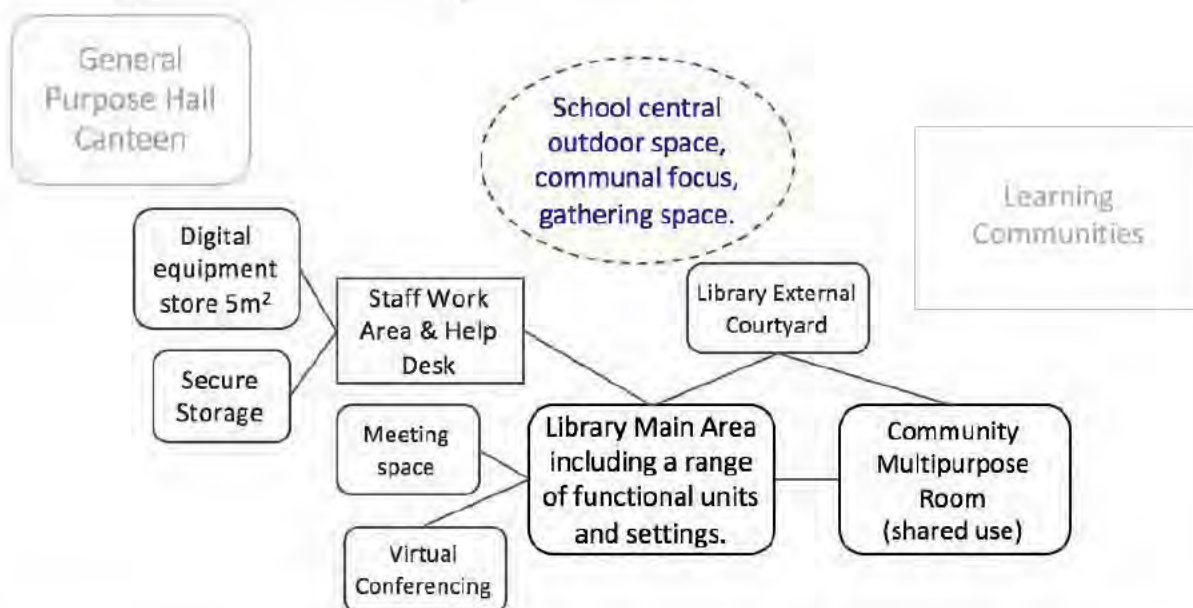 General
Purpose Hall
Canteen
School central
outdoor space,
communal focus,
gathering space.
Learning
Communities
Digital
equipment
store 5m²
Staff Work
Area & Help
Desk
Library External
Courtyard
Secure
Storage
Meeting
space
Library Main Area
including a range
of functional units
and settings.
Community
Multipurpose
Room
(shared use)
Virtual
Conferencing